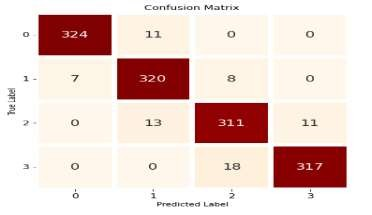 Confusion Matrix
0 324 11 0 0
1 7 320 8 0
2 0 13 311 11
3 0 0 18 317
0 1 2 3
True Label
Predicted Label